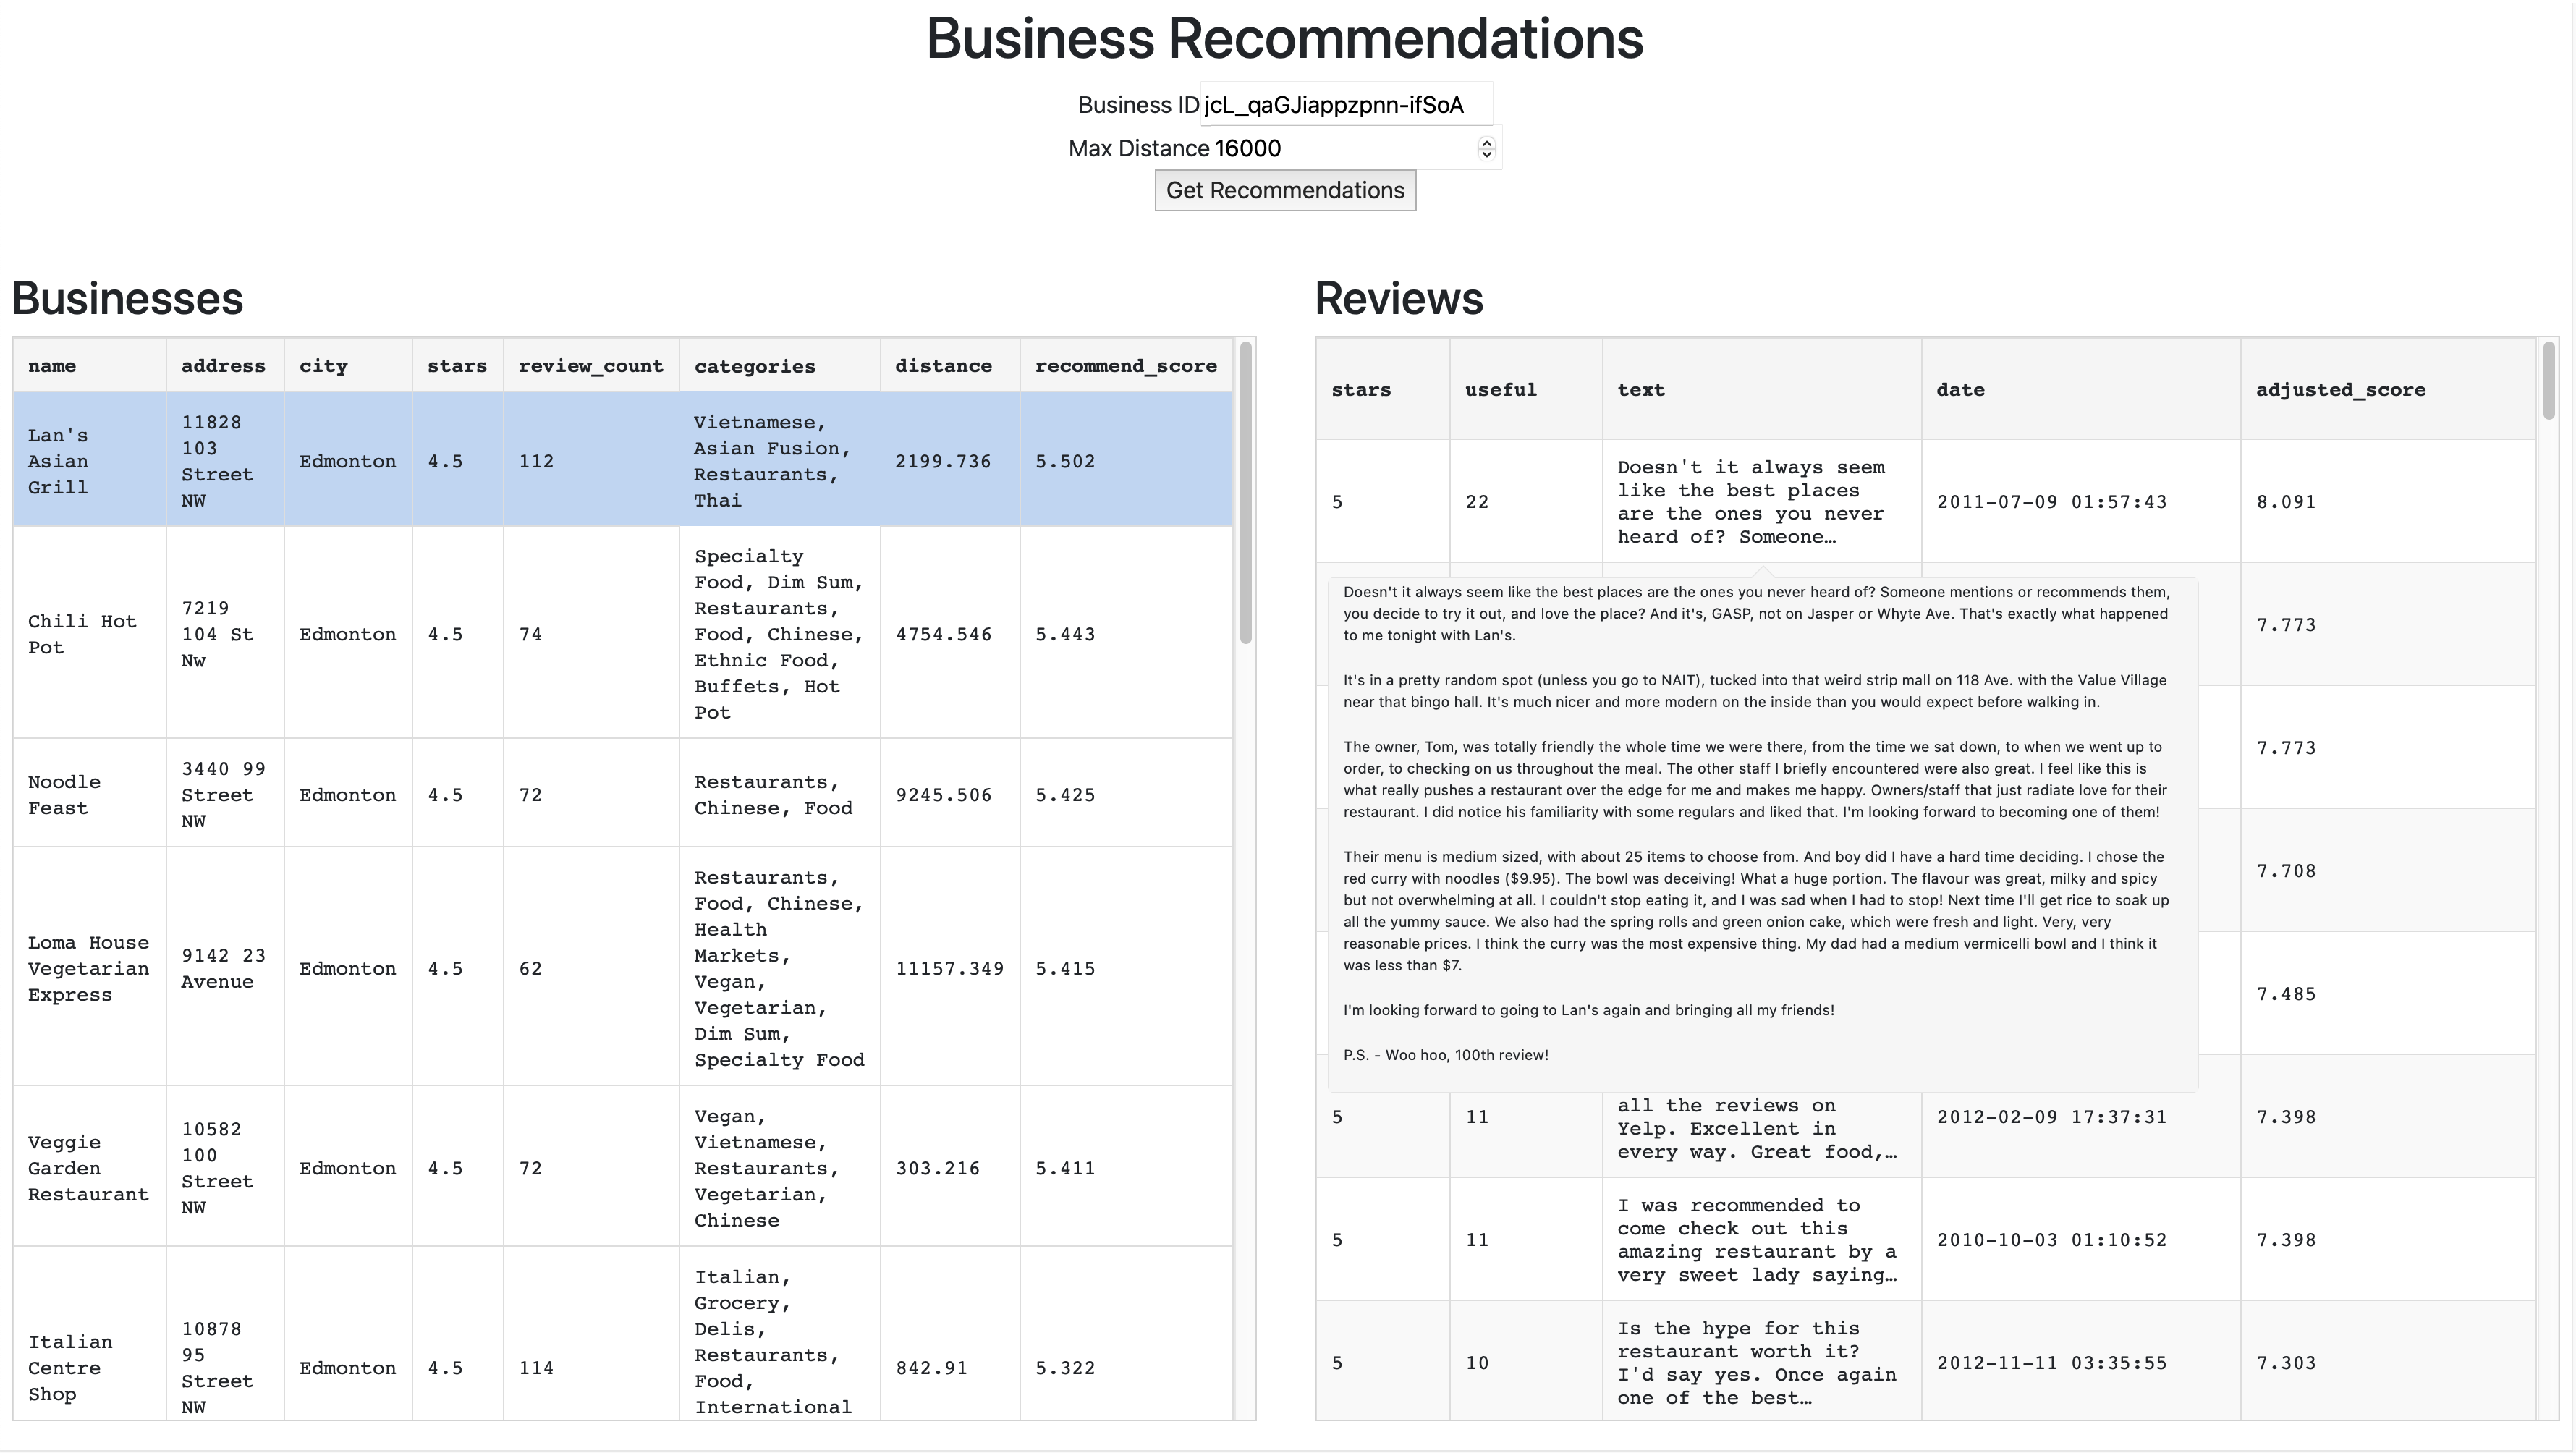 Business Recommendations
Business ID jcL_qaGJiappzpnn-ifSoA
Max Distance 16000
Get Recommendations
Businesses
name address city stars review_count categories distance recommend_score
Lan's
Asian
Grill
11828
103
Street
NW
Edmonton
4.5
112
Vietnamese,
Asian Fusion,
Restaurants,
Thai
2199.736
5.502
Chili Hot
Pot
7219
104 St
Nw
Edmonton
4.5
74
Specialty
Food, Dim Sum,
Restaurants,
Food, Chinese,
Ethnic Food,
Buffets, Hot
Pot
4754.546
5.443
Noodle
Feast
3440 99
Street
NW
Edmonton
4.5
72
Restaurants,
Chinese, Food
9245.506
5.425
Loma House
Vegetarian
Express
9142 23
Avenue
Edmonton
4.5
62
Restaurants,
Food, Chinese,
Health
Markets,
Vegan,
Vegetarian,
Dim Sum,
Specialty Food
11157.349
5.415
Veggie
Garden
Restaurant
10582
100
Street
NW
Edmonton
4.5
72
Vegan,
Vietnamese,
Restaurants,
Vegetarian,
Chinese
303.216
5.411
Italian
Centre
Shop
10878
95
Street
NW
Edmonton
4.5
114
Italian,
Grocery,
Delis,
Restaurants,
Food,
International
842.91
5.322
Reviews
stars useful text date adjusted_score
5
22
Doesn't it always seem
like the best places
are the ones you never
heard of? Someone…
2011-07-09 01:57:43
8.091
Doesn't it always seem like the best places are the ones you never heard of? Someone mentions or recommends them,
you decide to try it out, and love the place? And it's, GASP, not on Jasper or Whyte Ave. That's exactly what happened
to me tonight with Lan's.
It's in a pretty random spot (unless you go to NAIT), tucked into that weird strip mall on 118 Ave. with the Value Village
near that bingo hall. It's much nicer and more modern on the inside than you would expect before walking in.
The owner, Tom, was totally friendly the whole time we were there, from the time we sat down, to when we went up to
order, to checking on us throughout the meal. The other staff I briefly encountered were also great. I feel like this is
what really pushes a restaurant over the edge for me and makes me happy. Owners/staff that just radiate love for their
restaurant. I did notice his familiarity with some regulars and liked that. I'm looking forward to becoming one of them!
Their menu is medium sized, with about 25 items to choose from. And boy did I have a hard time deciding. I chose the
red curry with noodles ($9.95). The bowl was deceiving! What a huge portion. The flavour was great, milky and spicy
but not overwhelming at all. I couldn't stop eating it, and I was sad when I had to stop! Next time I'll get rice to soak up
all the yummy sauce. We also had the spring rolls and green onion cake, which were fresh and light. Very, very
reasonable prices. I think the curry was the most expensive thing. My dad had a medium vermicelli bowl and I think it
was less than $7.
I'm looking forward to going to Lan's again and bringing all my friends!
P.S. - Woo hoo, 100th review!
7.773
7.773
7.708
7.485
5
11
all the reviews on
Yelp. Excellent in
every way. Great food,…
2012-02-09 17:37:31
7.398
5
11
I was recommended to
come check out this
amazing restaurant by a
very sweet lady saying…
2010-10-03 01:10:52
7.398
5
10
Is the hype for this
restaurant worth it?
I'd say yes. Once again
one of the best…
2012-11-11 03:35:55
7.303